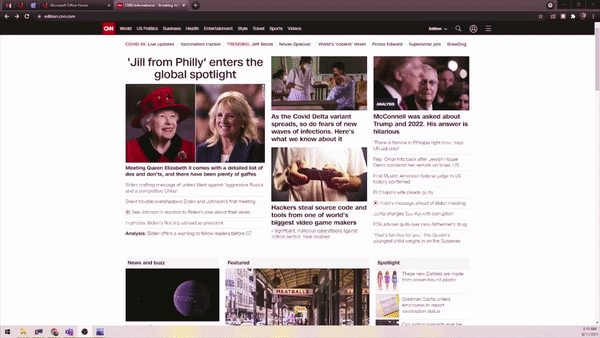 Microsoft Office Home
CNN International - Breaking
edition.cnn.com
CNN World US Politics Business Health Entertainment Style Travel Sports Videos
Edition
COVID-19: Live updates Vaccination tracker TRENDING: Jeff Bezos Novak Djokovic World's 'coolest' street Prince Edward Supersonic jets BrewDog
'Jill from Philly' enters the
global spotlight
Meeting Queen Elizabeth II comes with a detailed list of
dos and don'ts, and there have been plenty of gaffes
Biden crafting message of united West against 'aggressive Russia
and a competitive China'
Direct trouble overshadows Biden and Johnson's first meeting
See Johnson's reaction to Biden's joke about their wives
In photos: Biden's first trip abroad as president
Analysis: Biden offers a warning to fellow leaders before G7
As the Covid Delta variant
spreads, so do fears of new
waves of infections. Here's
what we know about it
Hackers steal source code and
tools from one of world's
biggest video game makers
Significant, malicious cyberattacks against
critical sectors have doubled
ANALYSIS
McConnell was asked about
Trump and 2022. His answer is
hilarious
'There is famine in Ethiopia right now,' says
UN aid chief
Rep. Omar hits back after Jewish House
Dems condemn her remark on Israel, US
First Muslim American federal judge in US
history confirmed
El Chapo's wife pleads guilty
Putin's message ahead of Biden meeting
Junta charges Suu Kyi with corruption
FDA adviser quits over new Alzheimer's drug
'That's families for you': The Queen's
youngest child weighs in on the Sussexes
News and buzz
Featured
MEATBALLS
Spotlight
These new Barbies are made
from ocean-bound plastic
Goldman Sachs orders
employees to report
vaccination status